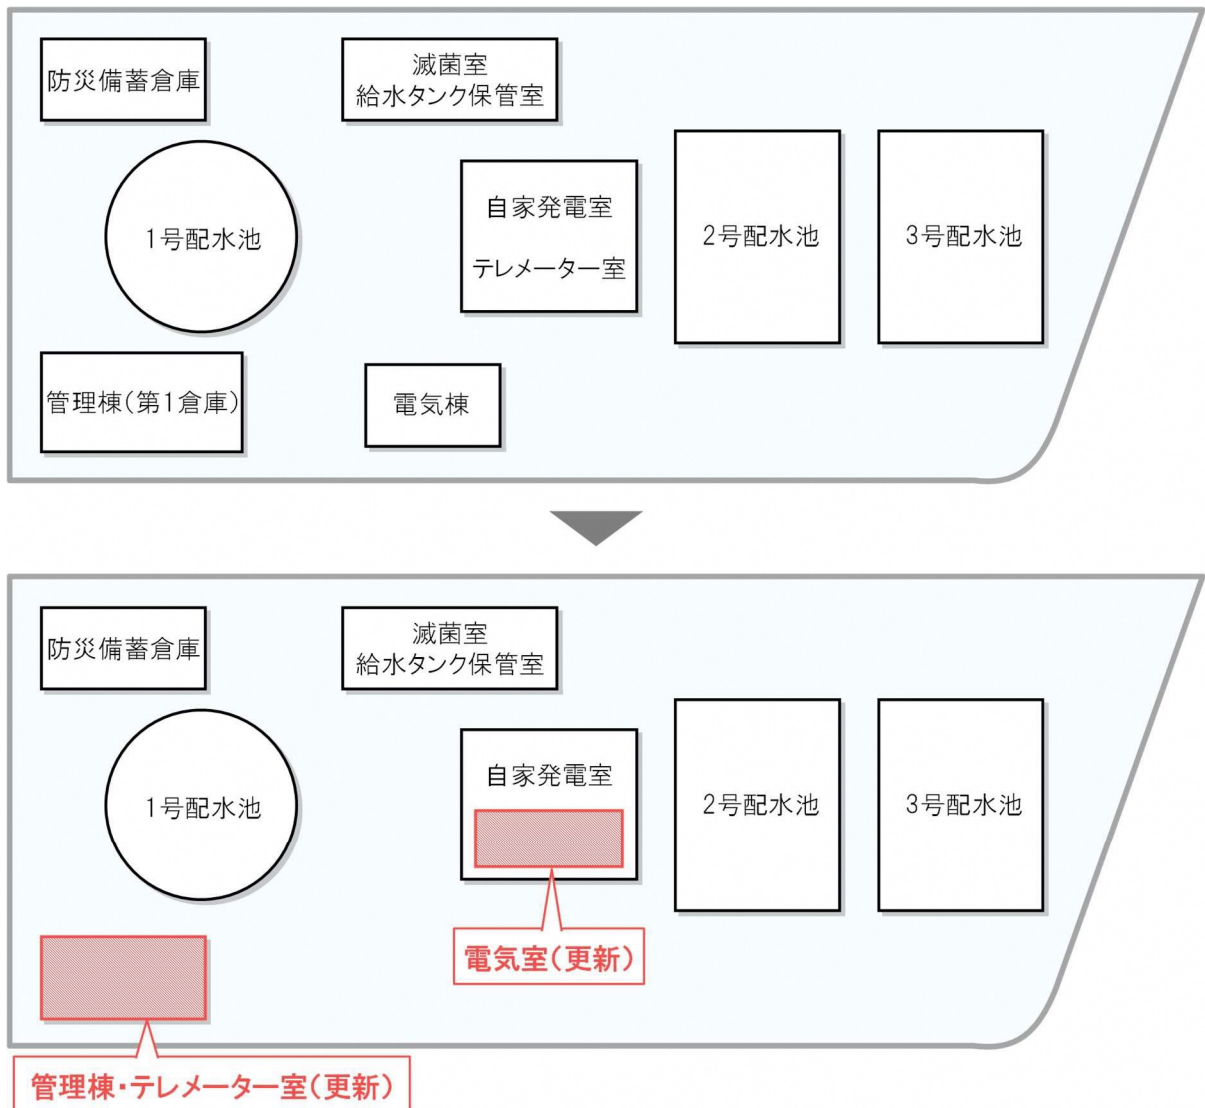 防災備蓄倉庫
滅菌室
給水タンク保管室
1号配水池
自家発電室
テレメーター室
2号配水池
3号配水池
管理棟(第1倉庫)
電気棟
防災備蓄倉庫
滅菌室
給水タンク保管室
1号配水池
自家発電室
2号配水池
3号配水池
電気室(更新)
管理棟・テレメーター室(更新)